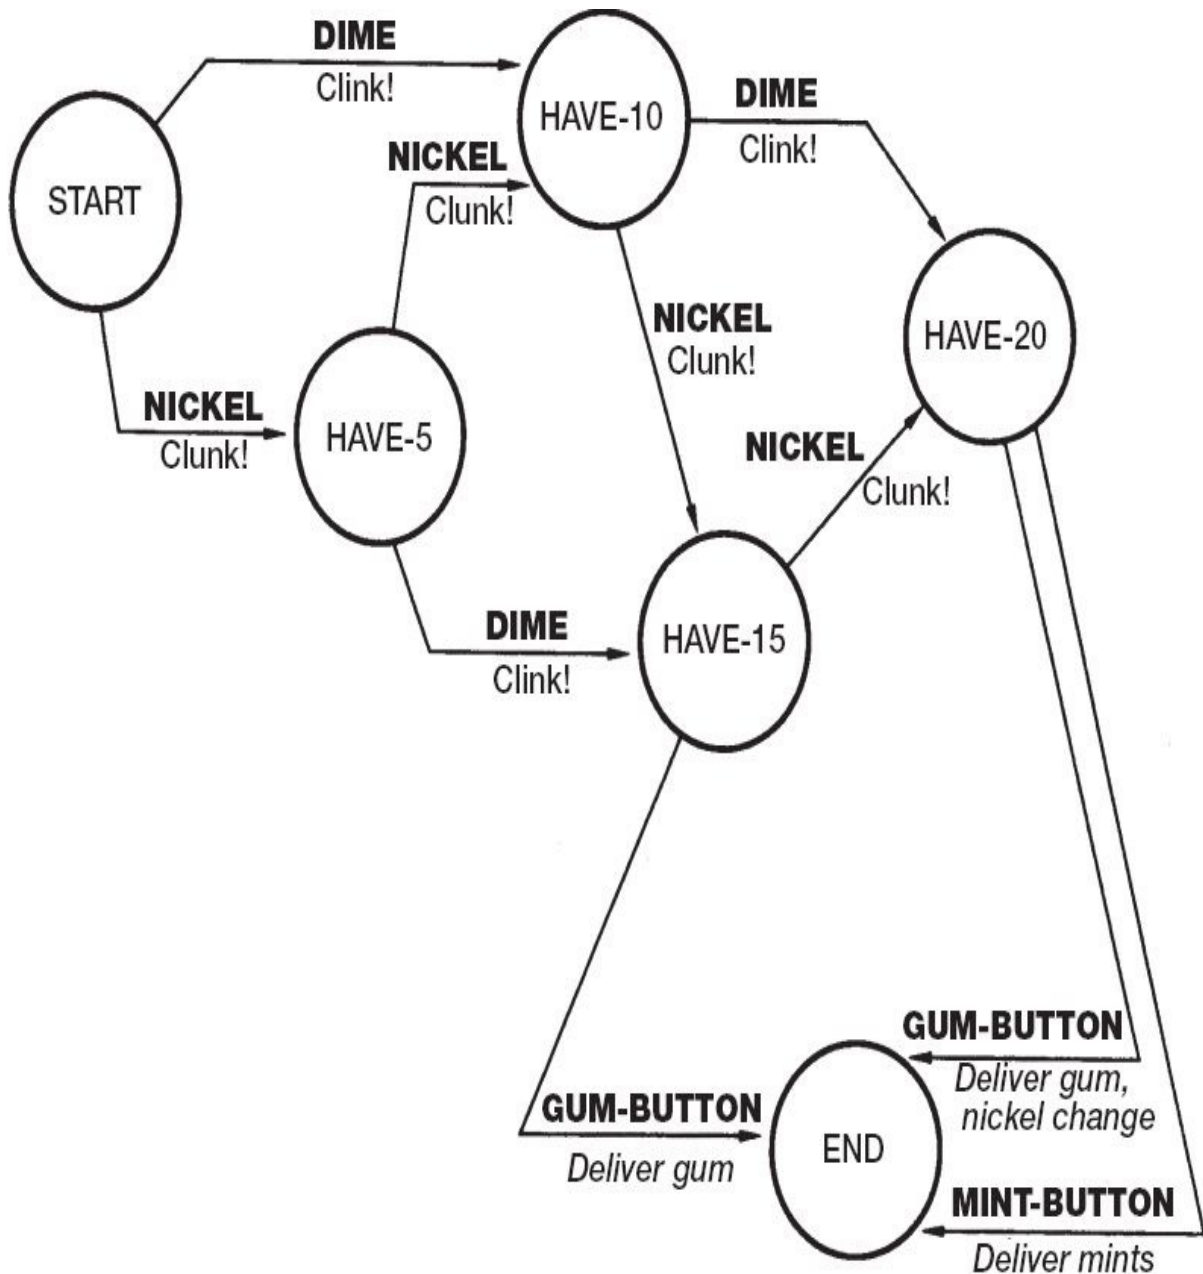 DIME
Clink!
HAVE-10
DIME
Clink!
NICKEL
Clunk!
START
NICKEL
Clunk!
HAVE-20
NICKEL
Clunk!
HAVE-5
NICKEL
Clunk!
DIME
Clink!
HAVE-15
GUM-BUTTON
Deliver gum,
nickel change
GUM-BUTTON
Deliver gum
END
MINT-BUTTON
Deliver mints